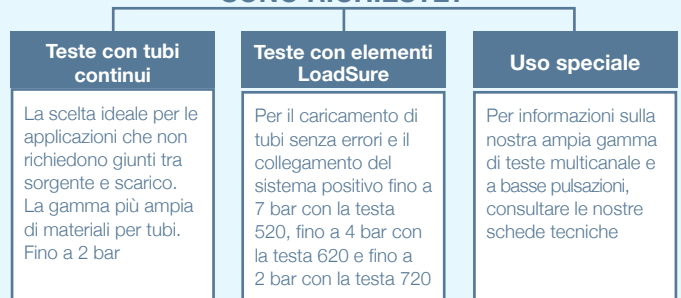 Teste con tubi
continui
La scelta ideale per le
applicazioni che non
richiedono giunti tra
sorgente e scarico.
La gamma più ampia
di materiali per tubi.
Fino a 2 bar
Teste con elementi
LoadSure
Per il caricamento di
tubi senza errori e il
collegamento del
sistema positivo fino a
7 bar con la testa
520, fino a 4 bar con
la testa 620 e fino a
2 bar con la testa 720
Uso speciale
Per informazioni sulla
nostra ampia gamma
di teste multicanale e
a basse pulsazioni,
consultare le nostre
schede tecniche